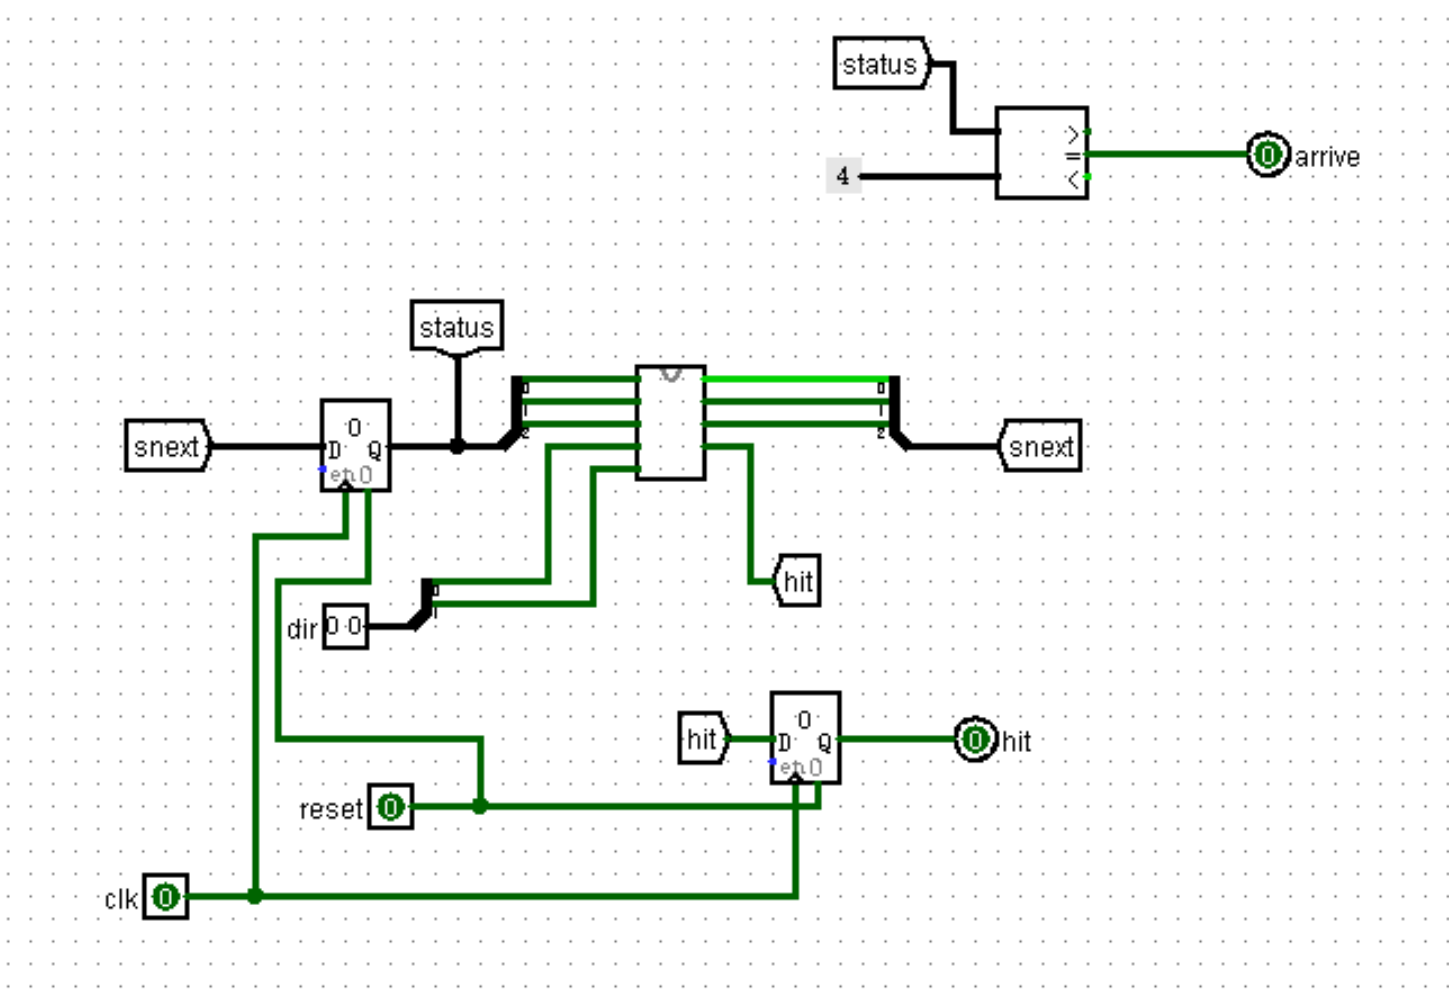 status
>
=
<
4
arrive
status
0
1
2
0
1
2
snext
0
D Q
en 0
snext
0
1
hit
dir 0 0
hit
0
D Q
en 0
0 hit
reset 0
clk 0
0